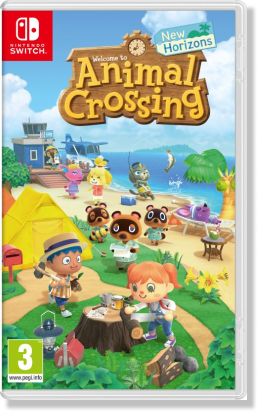 NINTENDO
SWITCH
Welcome to
New
Horizons
Animal
Crossing
3
www.pegi.info